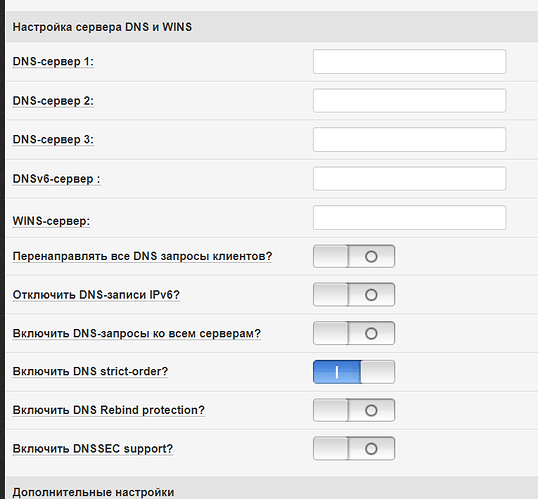 Настройка сервера DNS и WINS
DNS-сервер 1:
DNS-сервер 2:
DNS-сервер 3:
DNSv6-сервер :
WINS-сервер:
Перенаправлять все DNS запросы клиентов?
Отключить DNS-записи IPv6?
Включить DNS-запросы ко всем серверам?
Включить DNS strict-order?
Включить DNS Rebind protection?
Включить DNSSEC support?
Дополнительные настройки